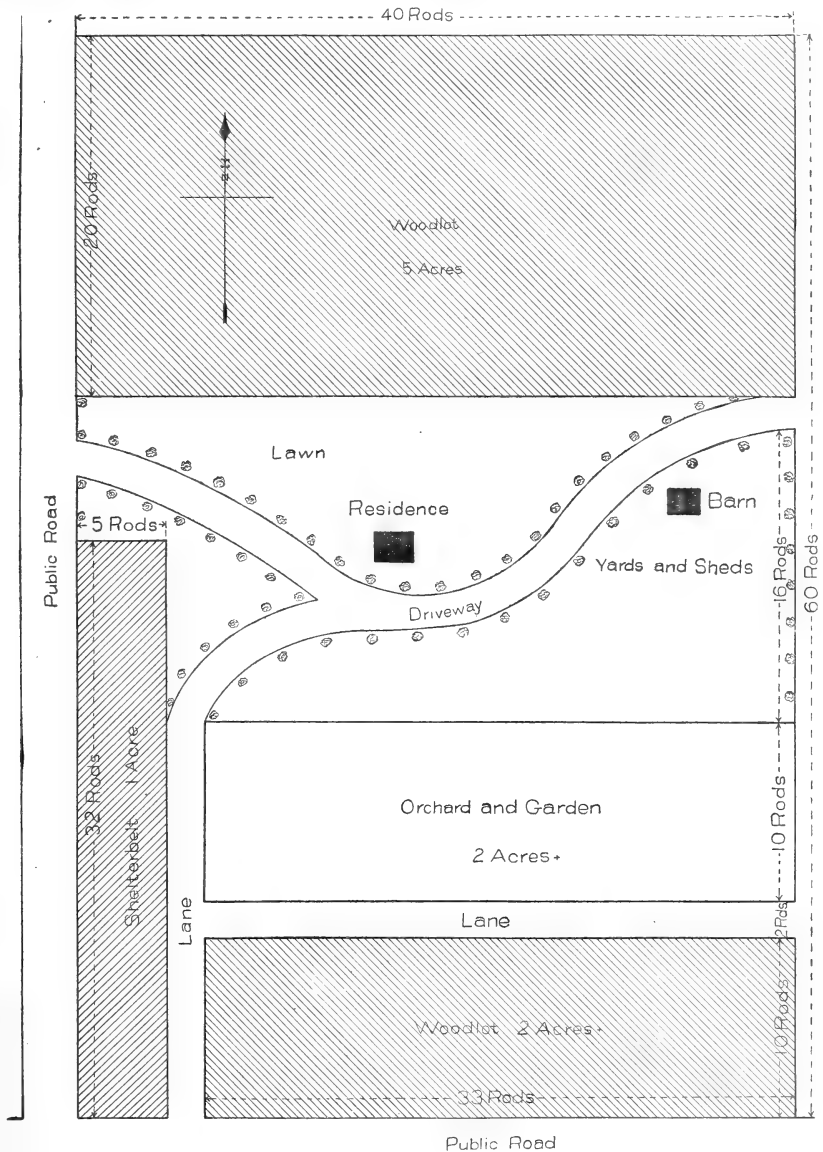 40 Rods
20 Rods
Woodlot
5 Acres
Lawn
Residence
Barn
Public Road
5 Rods
Yards and Sheds
16 Rods
60 Rods
Driveway
32 Rods
Shelterbelt 1 Acre
Orchard and Garden
2 Acres+
10 Rods
Lane
Lane
2Rds
Woodlot 2 Acres+
10 Rods
33 Rods
Public Road